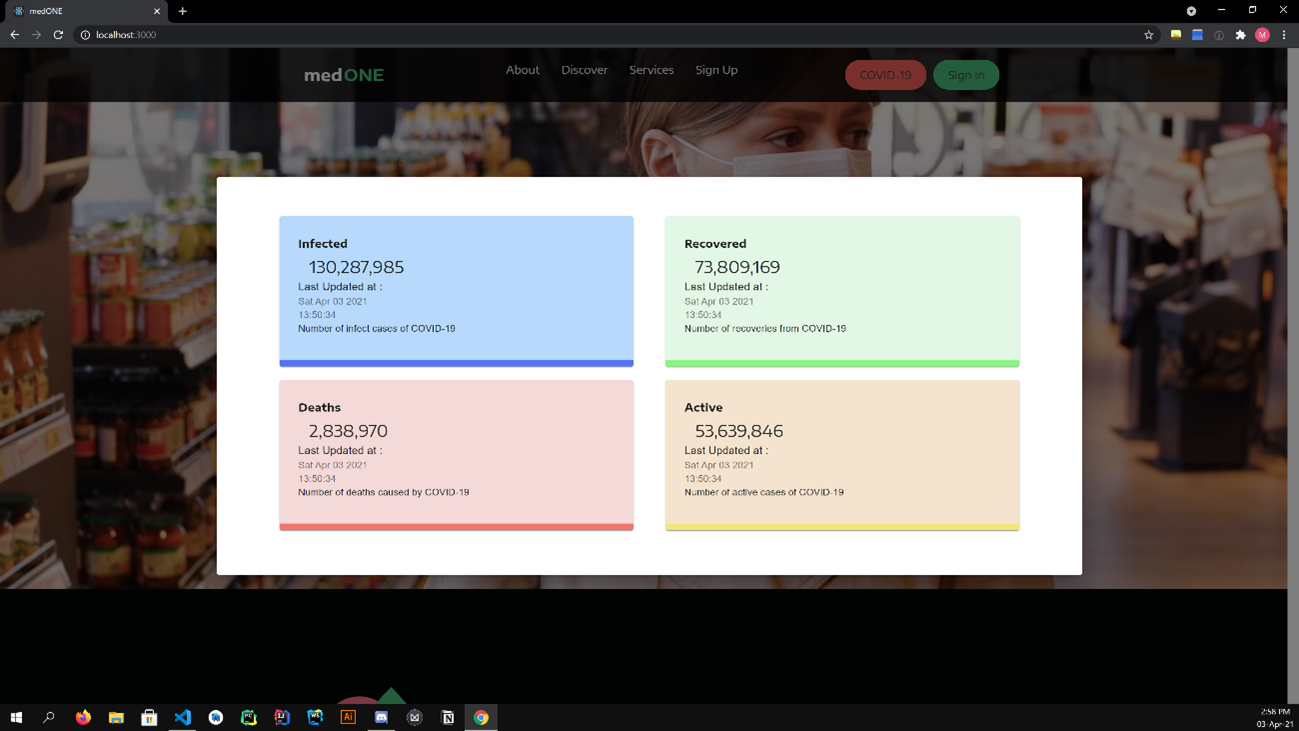 medONE
localhost:3000
M
medONE
About
Discover
Services
Sign Up
COVID-19
Sign In
Infected
130,287,985
Last Updated at :
Sat Apr 03 2021
13:50:34
Number of infect cases of COVID-19
Recovered
73,809,169
Last Updated at :
Sat Apr 03 2021
13:50:34
Number of recoveries from COVID-19
Deaths
2,838,970
Last Updated at :
Sat Apr 03 2021
13:50:34
Number of deaths caused by COVID-19
Active
53,639,846
Last Updated at :
Sat Apr 03 2021
13:50:34
Number of active cases of COVID-19
PC
IJ
WS
Ai
N
2:58 PM
03-Apr-21